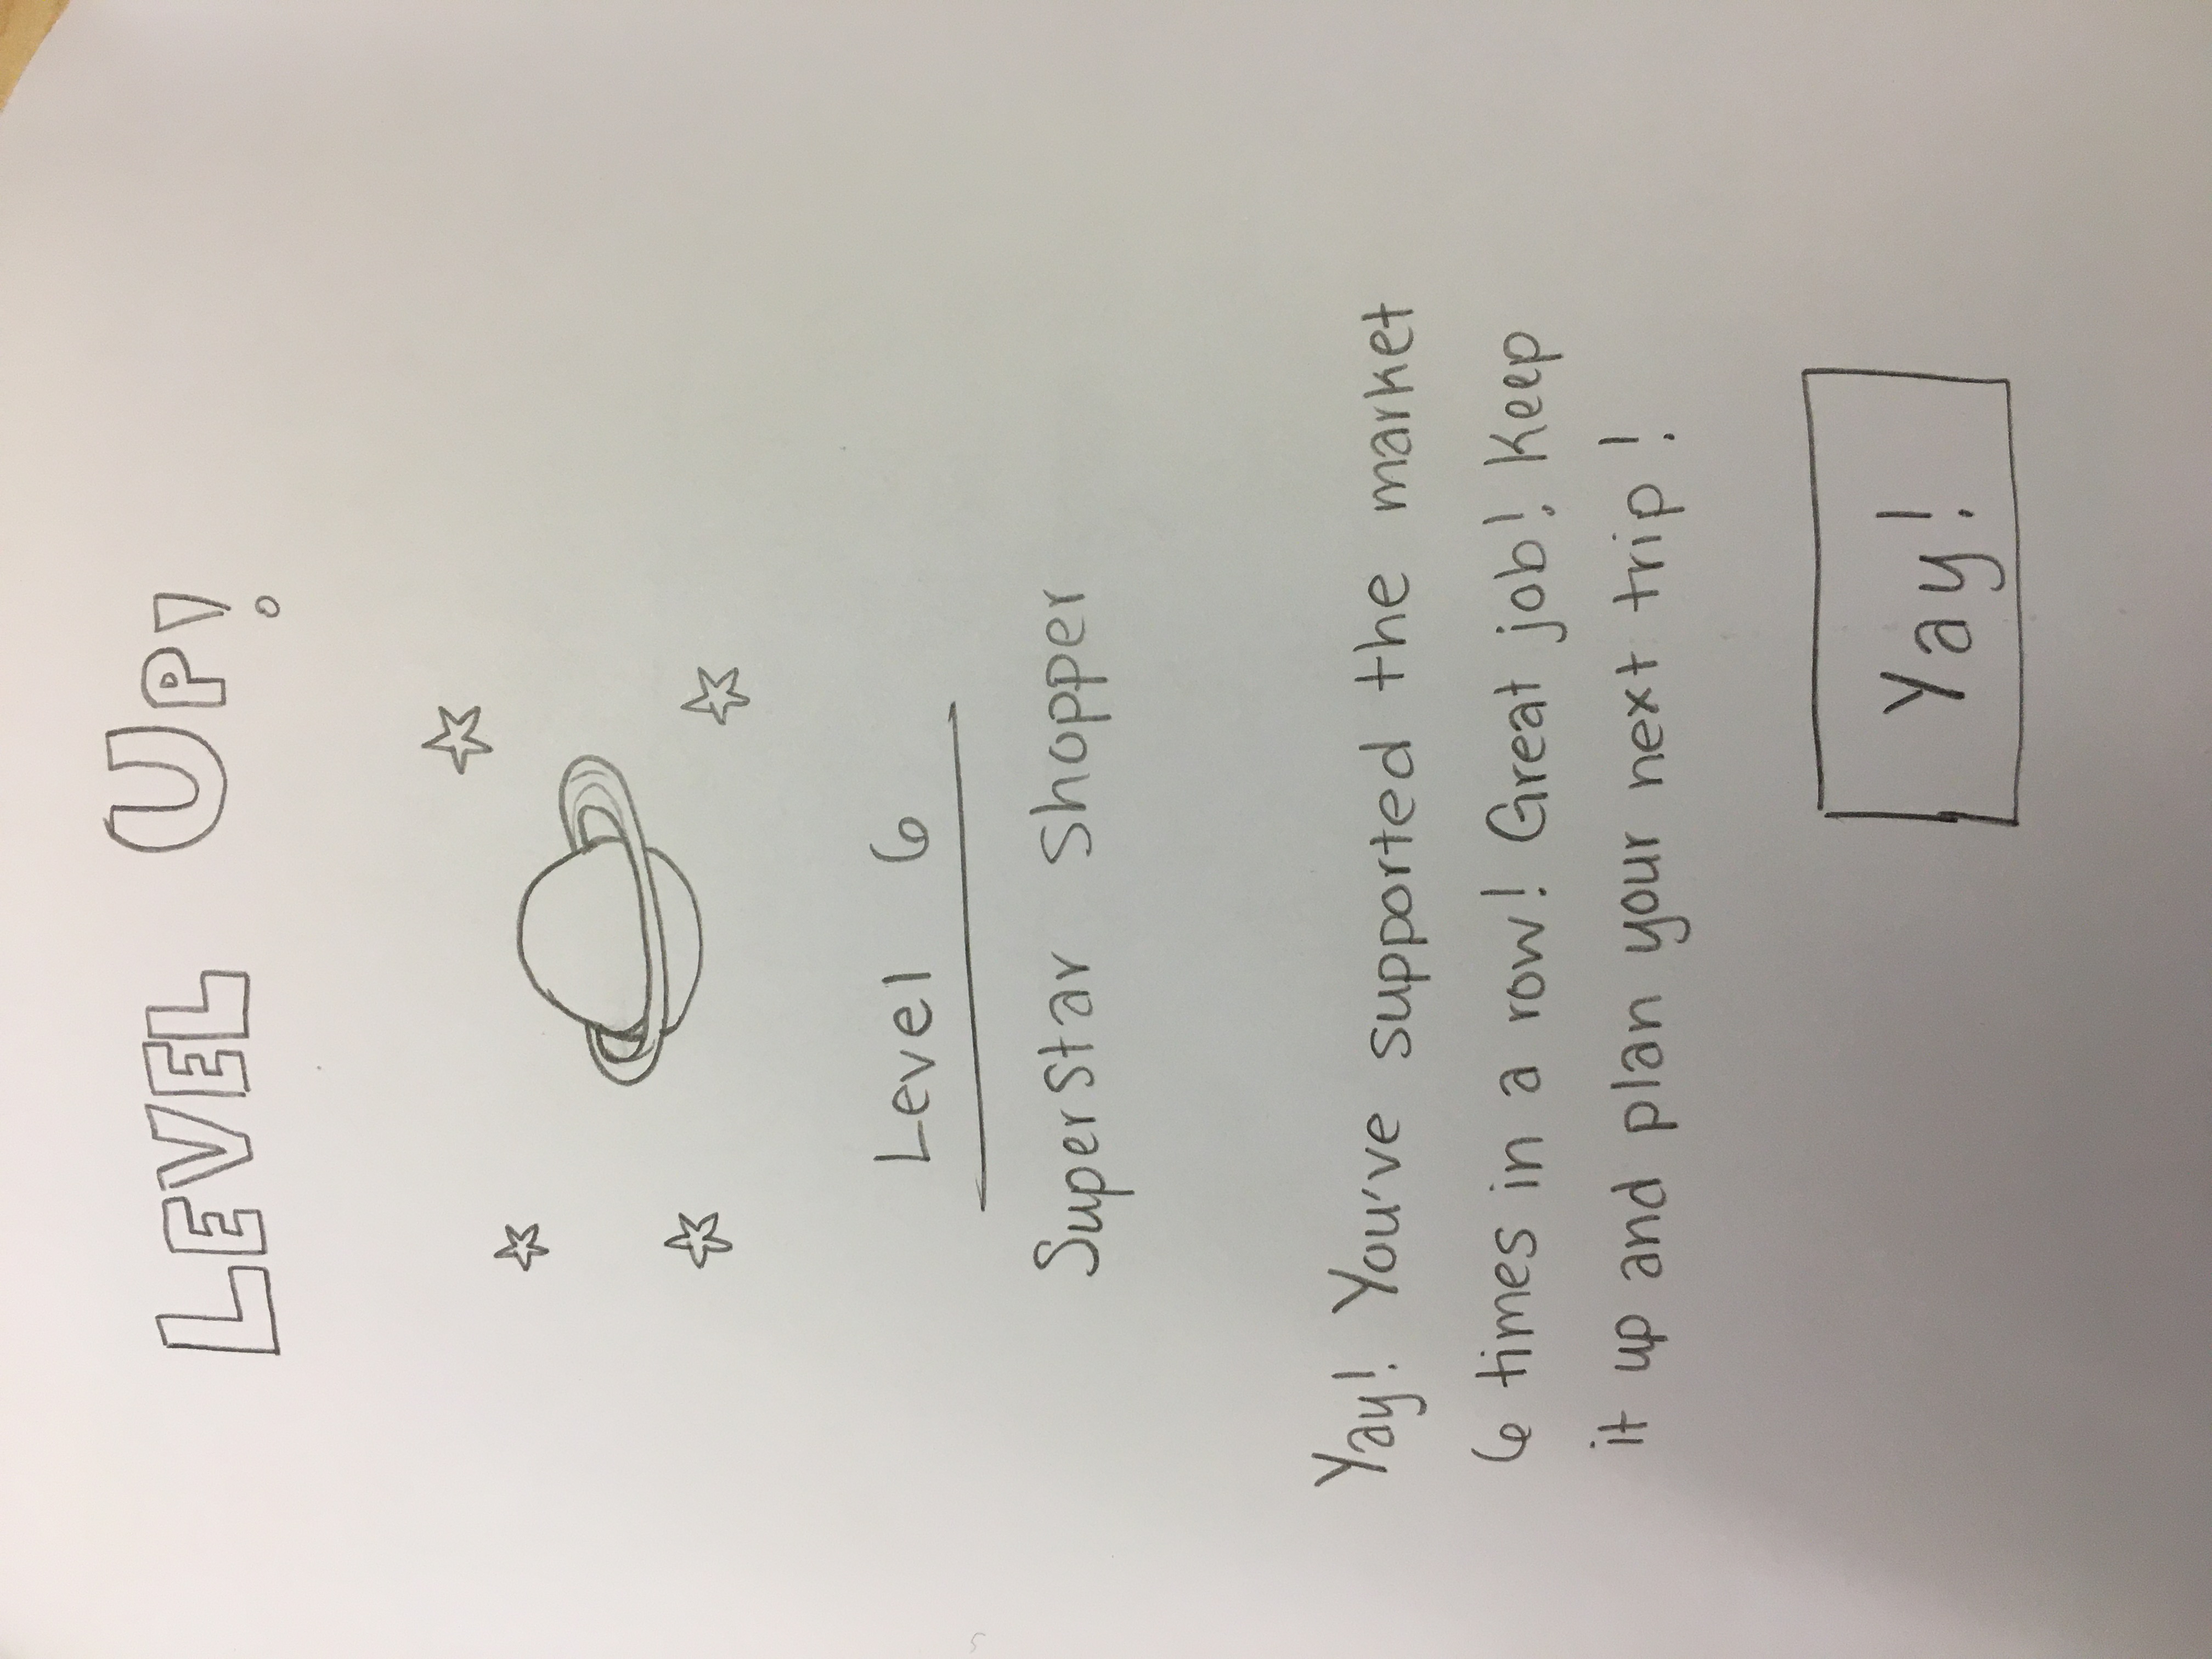 LEVEL UP!
Level 6
Superstar Shopper
Yay! You've supported the market
6 times in a row! Great job! Keep
it up and plan your next trip!
Yay!